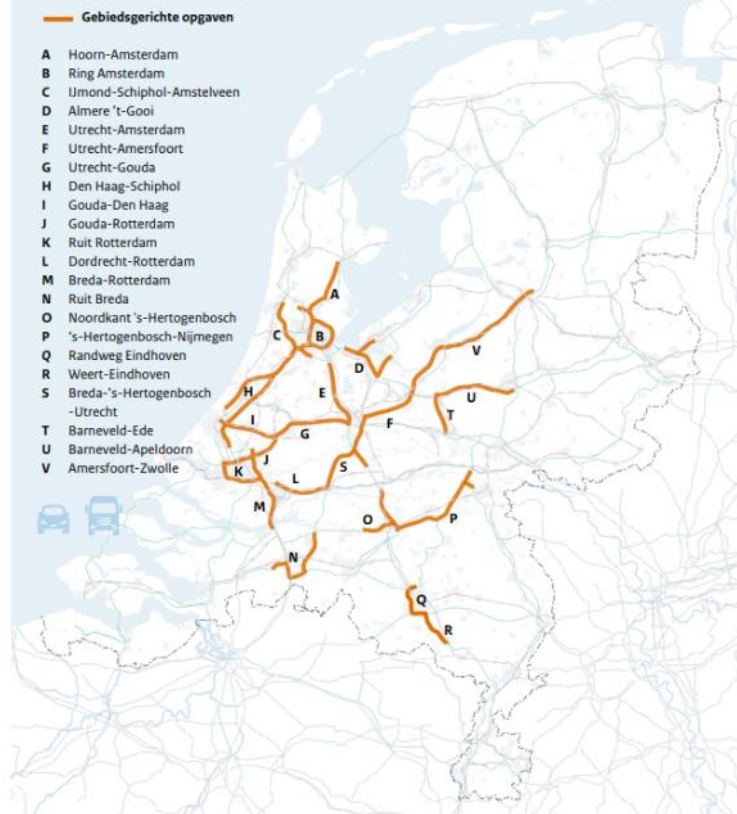 Gebiedsgerichte opgaven
A Hoorn-Amsterdam
B Ring Amsterdam
C IJmond-Schiphol-Amstelveen
D Almere 't-Gooi
E Utrecht-Amsterdam
F Utrecht-Amersfoort
G Utrecht-Gouda
H Den Haag-Schiphol
I Gouda-Den Haag
J Gouda-Rotterdam
K Ruit Rotterdam
L Dordrecht-Rotterdam
M Breda-Rotterdam
N Ruit Breda
O Noordkant 's-Hertogenbosch
P 's-Hertogenbosch-Nijmegen
Q Randweg Eindhoven
R Weert-Eindhoven
S Breda-'s-Hertogenbosch
-Utrecht
T Barneveld-Ede
U Barneveld-Apeldoorn
V Amersfoort-Zwolle
A
B
C
V
D
H
E
U
T
I
F
G
J
S
K
L
M
O
P
N
Q
R